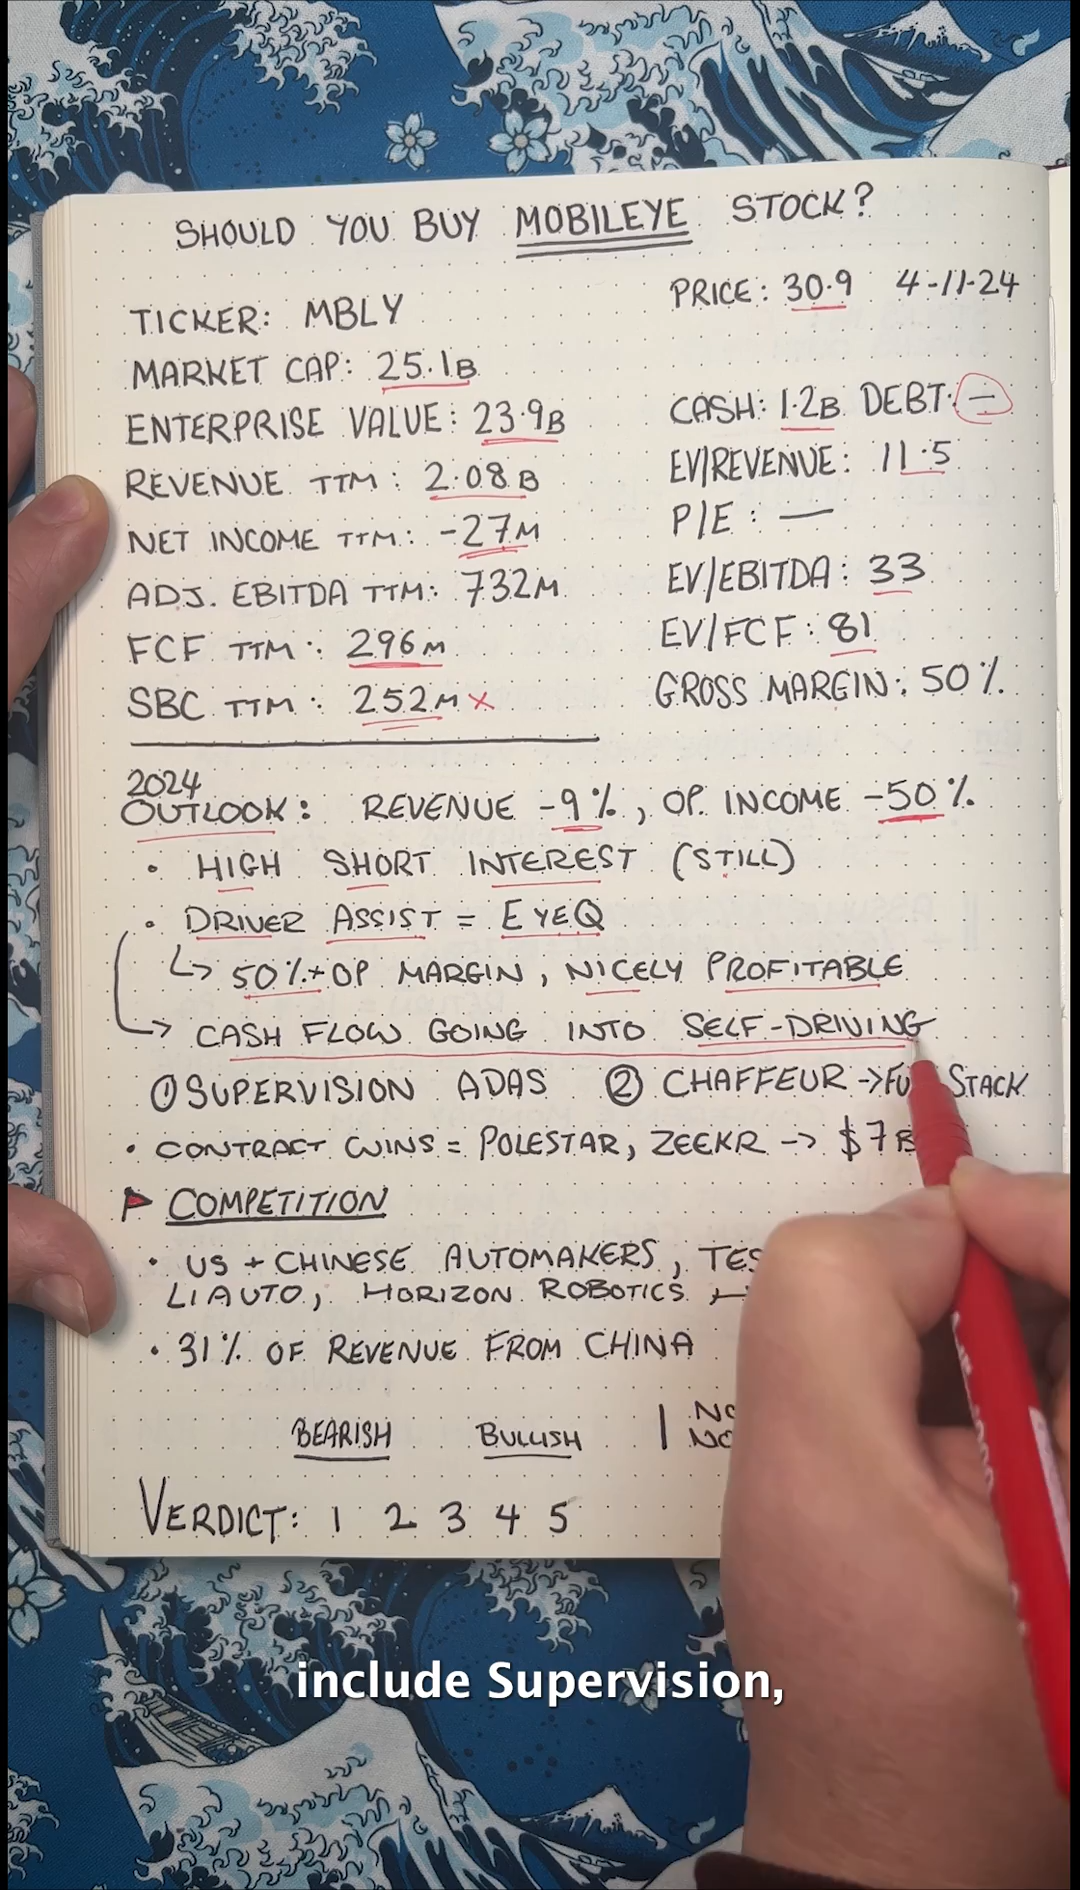 SHOULD YOU BUY MOBILEYE STOCK?
TICKER: MBLY
PRICE: 30.9 4-11-24
MARKET CAP: 25.1B
ENTERPRISE VALUE: 23.9B
CASH: 1.2B DEBT: —
REVENUE TTM: 2.08B
EV/REVENUE: 11.5
NET INCOME TTM: -27M
P/E: —
ADJ. EBITDA TTM: 732M
EV/EBITDA: 33
FCF TTM: 296M
EV/FCF: 81
SBC TTM: 252M x
GROSS MARGIN: 50%
2024
OUTLOOK: REVENUE -9%, OP. INCOME -50%
• HIGH SHORT INTEREST (STILL)
• DRIVER ASSIST = EYEQ
↳ 50%+ OP MARGIN, NICELY PROFITABLE
→ CASH FLOW GOING INTO SELF-DRIVING
① SUPERVISION ADAS ② CHAFFEUR -> STACK
• CONTRACT WINS = POLESTAR, ZEEKR -> $7B
COMPETITION
• US + CHINESE AUTOMAKERS,
LI AUTO, HORIZON ROBOTICS
• 31% OF REVENUE FROM CHINA
BEARISH BULLISH
VERDICT: 1 2 3 4 5
include Supervision,